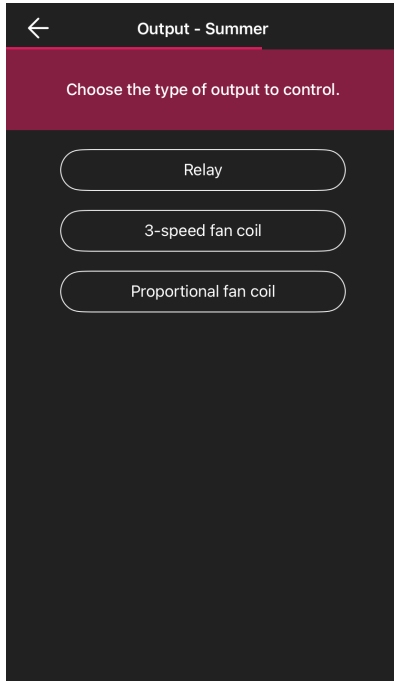 Output - Summer
Choose the type of output to control.
Relay
3-speed fan coil
Proportional fan coil